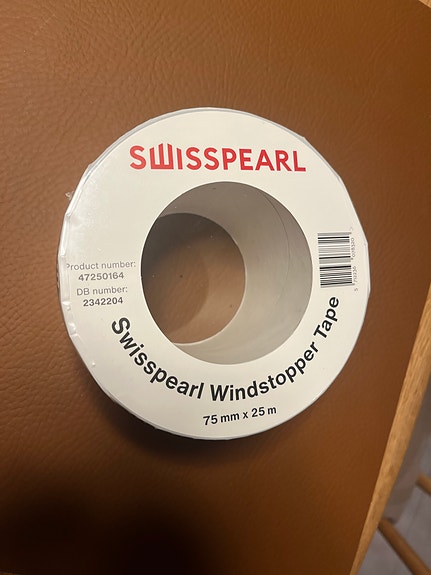 SWISSPEARL
Product number:
47250164
DB number:
2342204
Swisspearl Windstopper Tape
75 mm x 25 m